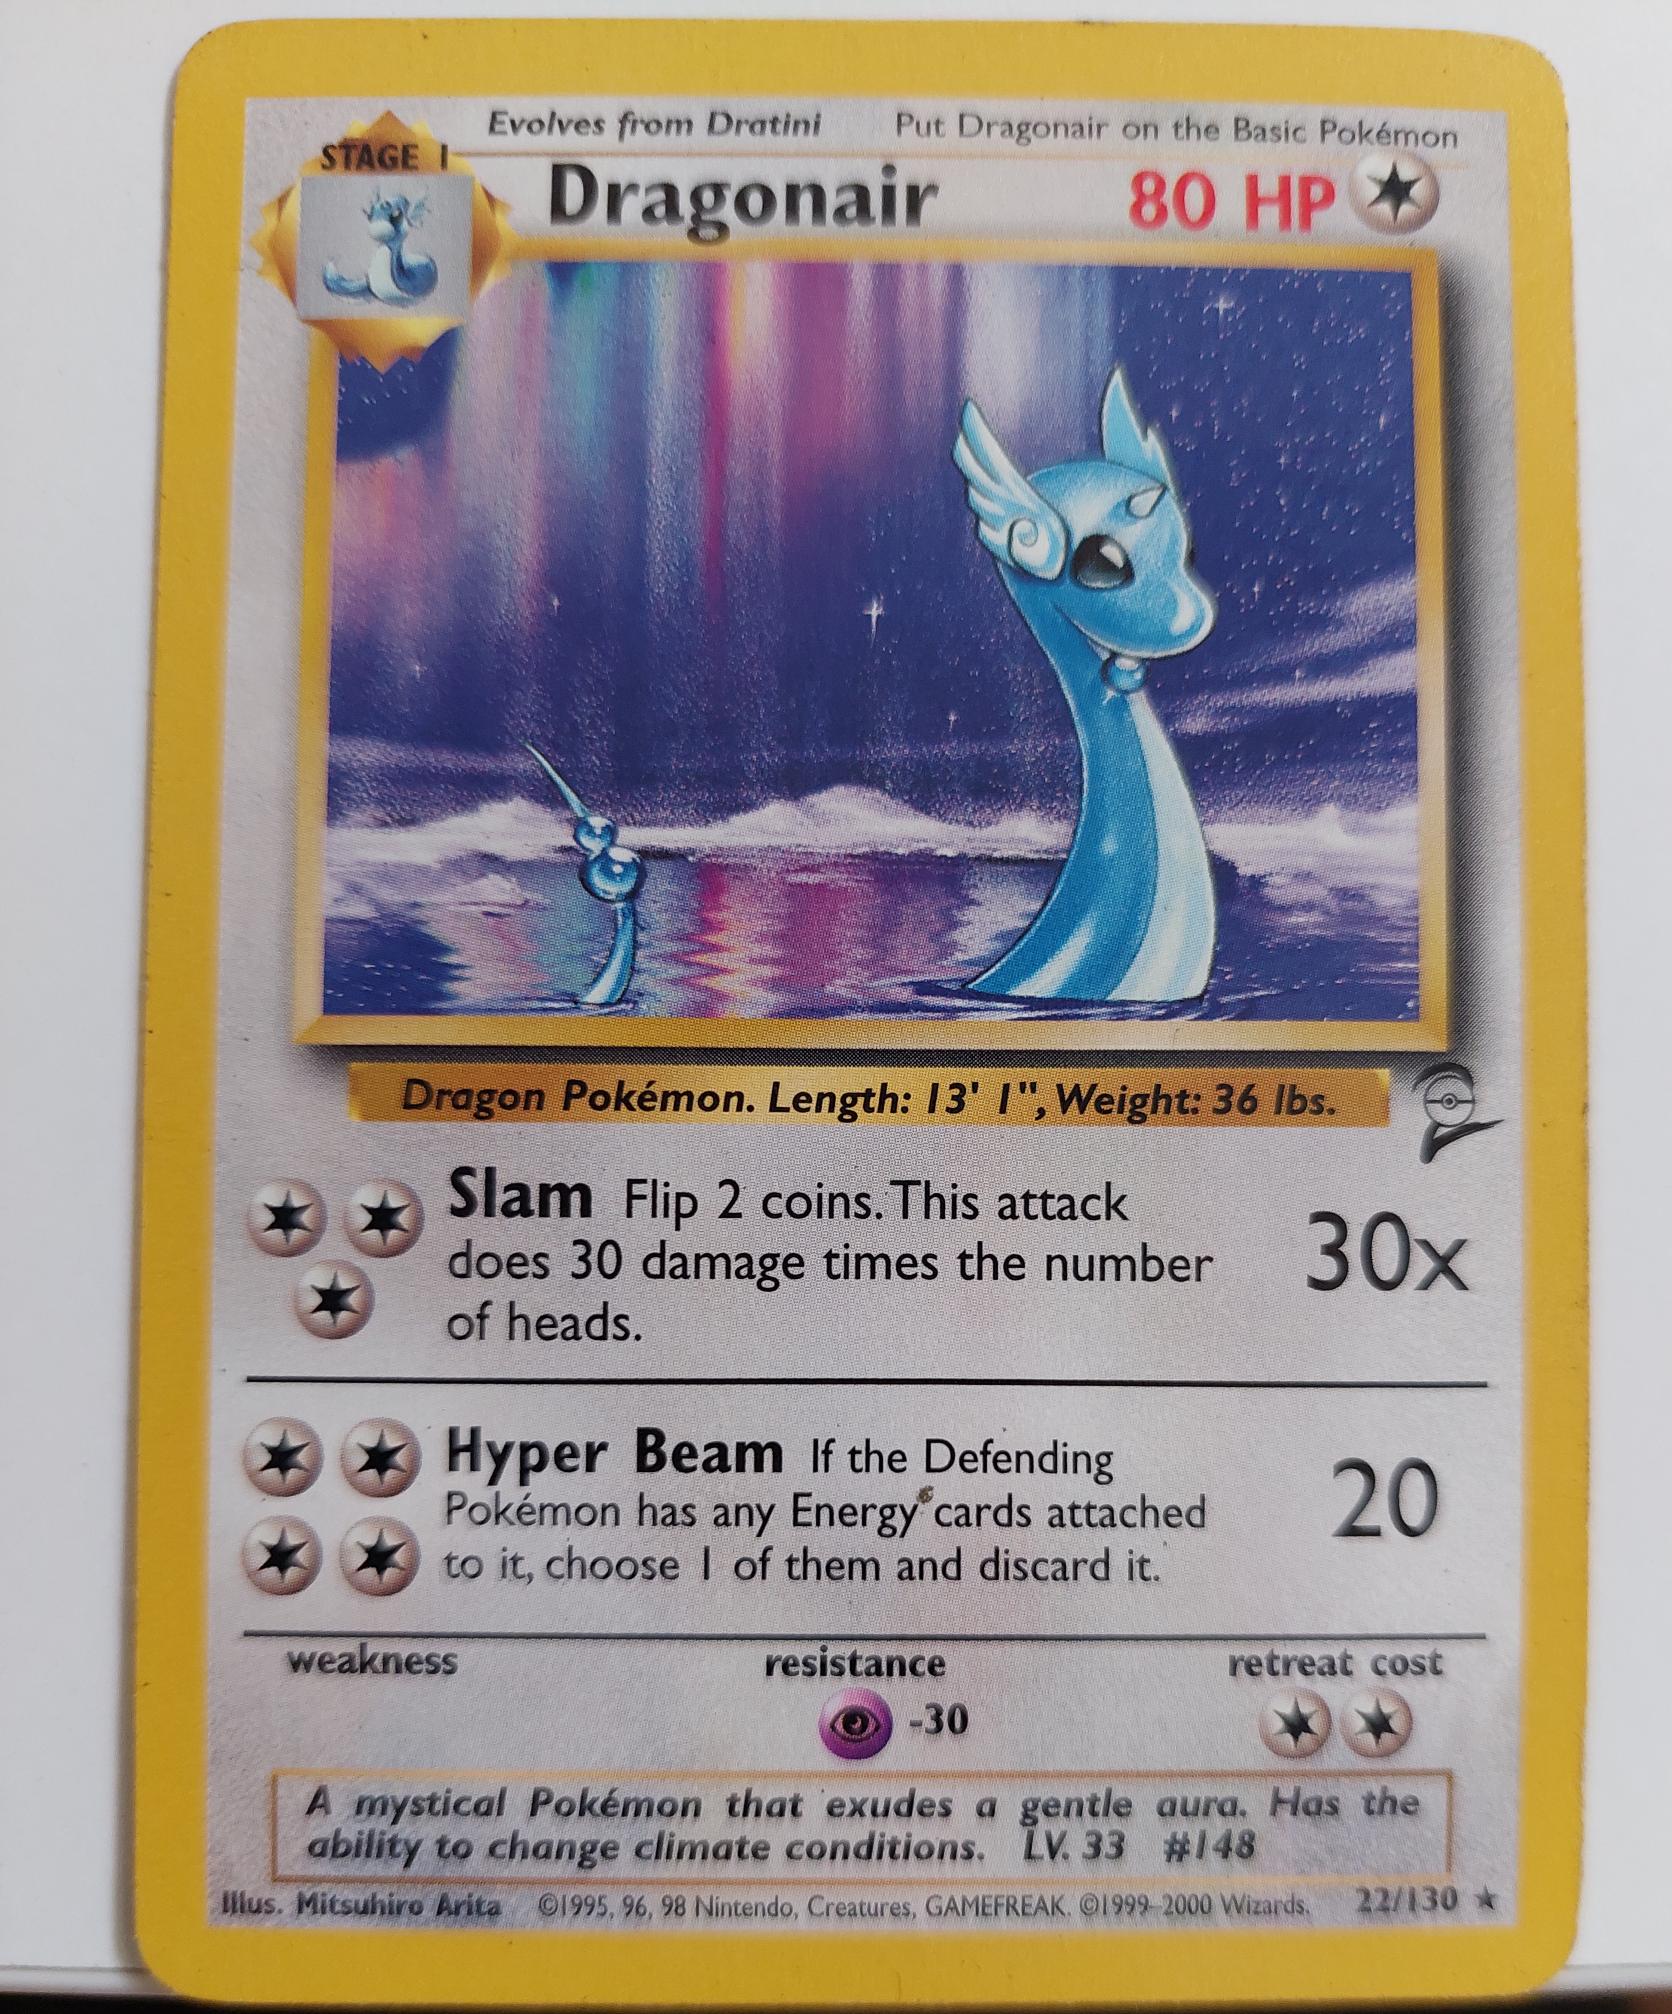 Evolves from Dratini Put Dragonair on the Basic Pokémon
STAGE 1
Dragonair 80 HP
Dragon Pokémon. Length: 13' 1", Weight: 36 lbs.
Slam Flip 2 coins. This attack
does 30 damage times the number
of heads.
30x
Hyper Beam If the Defending
Pokémon has any Energy cards attached
to it, choose 1 of them and discard it.
20
weakness resistance retreat cost
-30
A mystical Pokémon that exudes a gentle aura. Has the
ability to change climate conditions. LV. 33 #148
Illus. Mitsuhiro Arita ©1995, 96, 98 Nintendo, Creatures, GAMEFREAK. ©1999-2000 Wizards. 22/130 ★